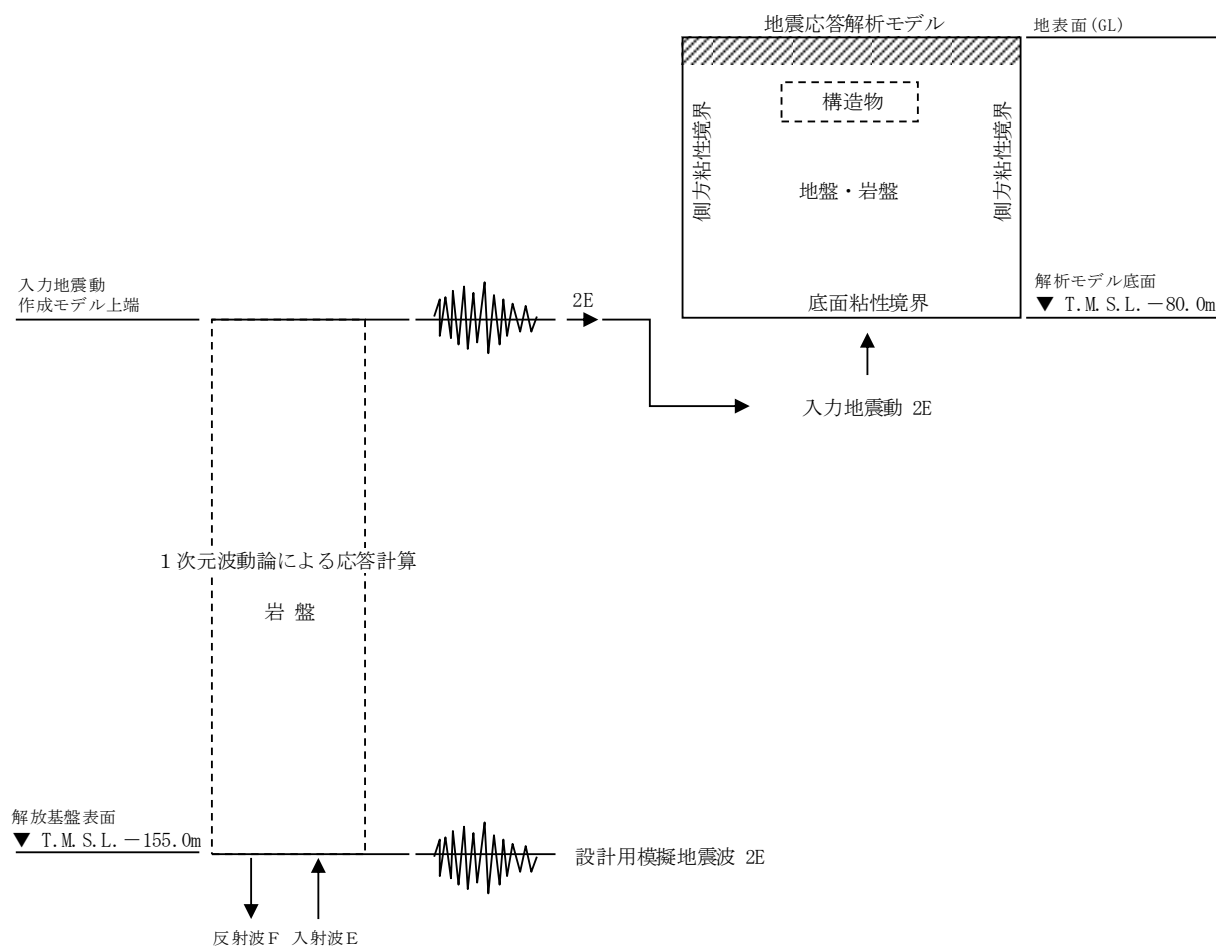 地震応答解析モデル
地表面(GL)
構造物
側方粘性境界
側方粘性境界
地盤・岩盤
入力地震動
作成モデル上端
2E
底面粘性境界
解析モデル底面
▼ T.M.S.L.－80.0m
入力地震動 2E
1次元波動論による応答計算
岩 盤
解放基盤表面
▼ T.M.S.L.－155.0m
設計用模擬地震波 2E
反射波F 入射波E